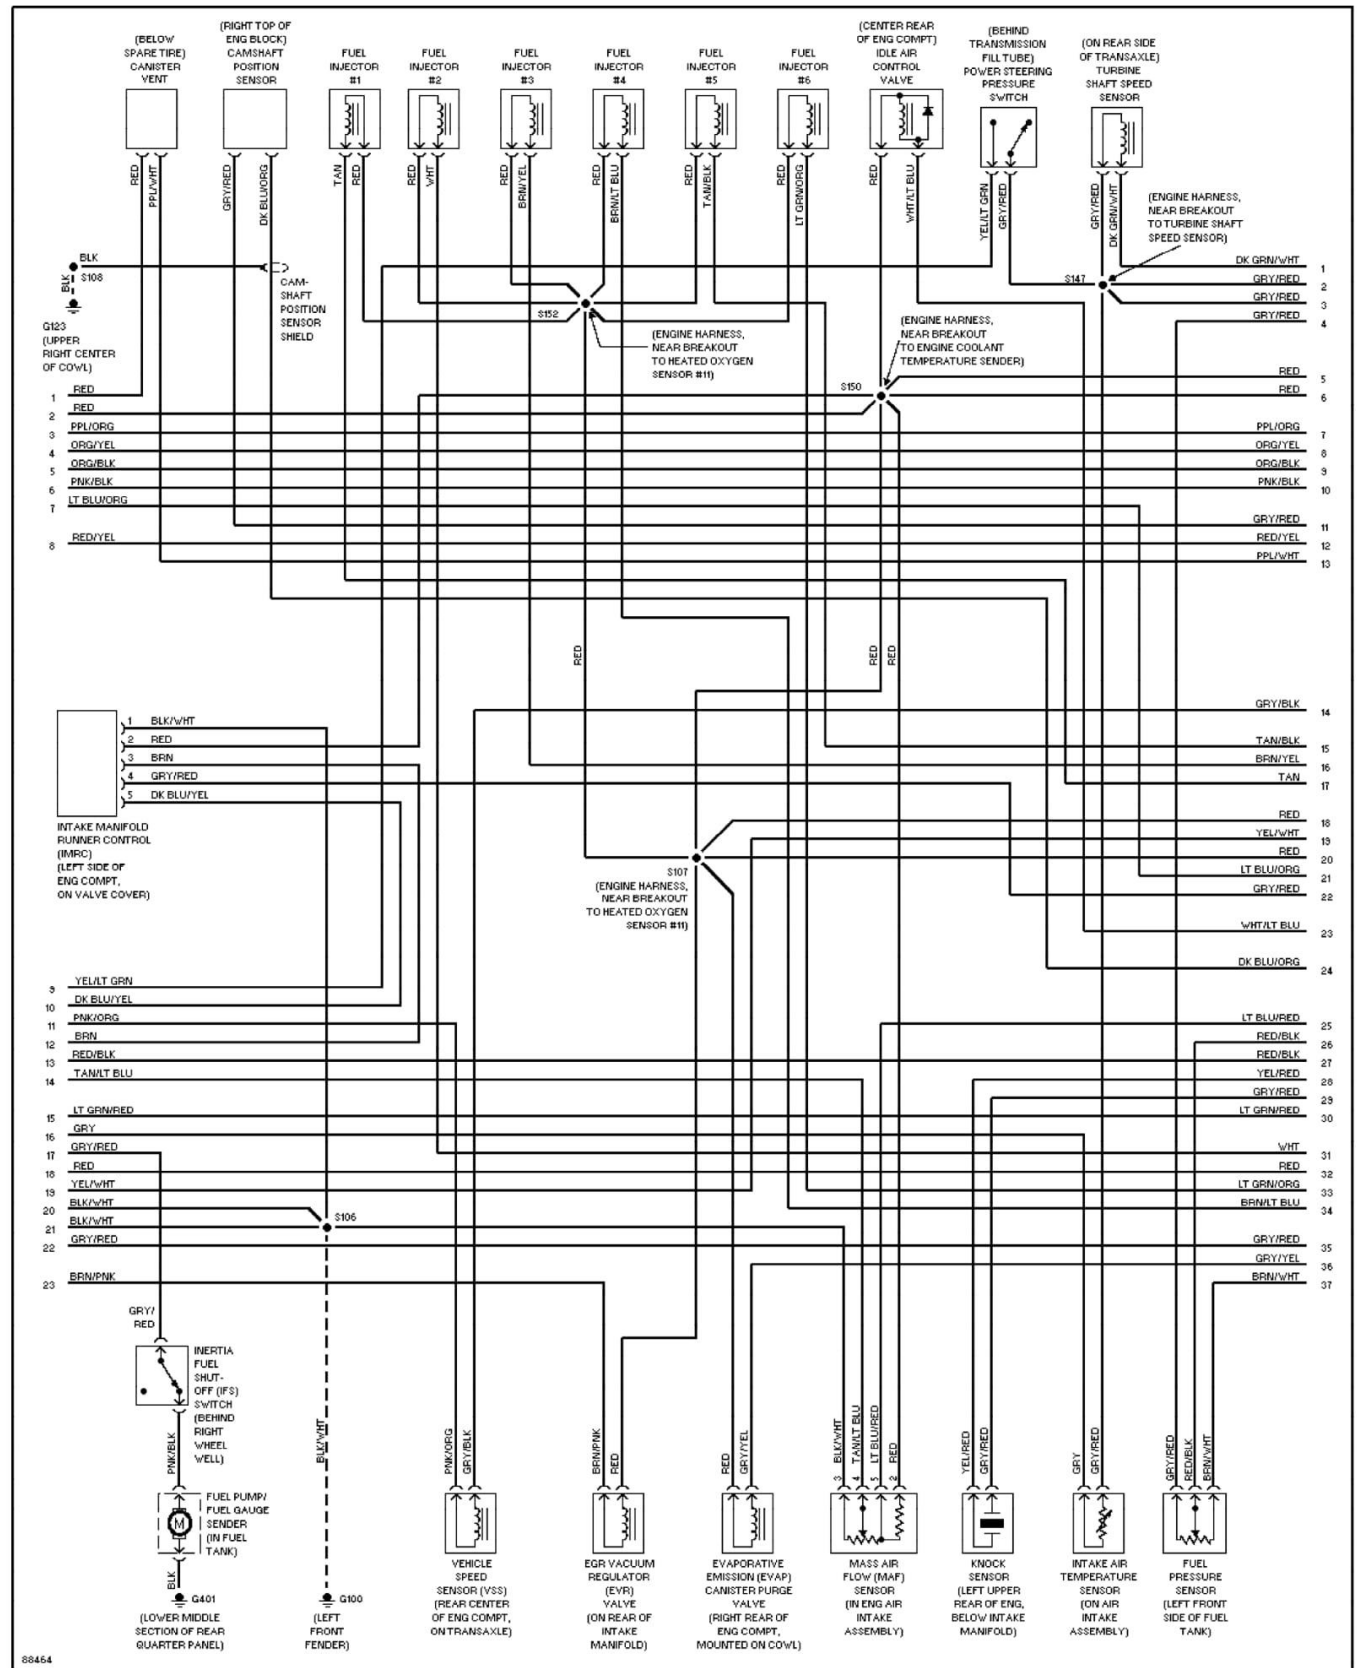 (BELOW
SPARE TIRE)
CANISTER
VENT
(RIGHT TOP OF
ENG BLOCK)
CAMSHAFT
POSITION
SENSOR
FUEL
INJECTOR
#1
FUEL
INJECTOR
#2
FUEL
INJECTOR
#3
FUEL
INJECTOR
#4
FUEL
INJECTOR
#5
FUEL
INJECTOR
#6
(CENTER REAR
OF ENG COMPT)
IDLE AIR
CONTROL
VALVE
(BEHIND
TRANSMISSION
FILL TUBE)
POWER STEERING
PRESSURE
SWITCH
(ON REAR SIDE
OF TRANSAXLE)
TURBINE
SHAFT SPEED
SENSOR
RED
PPL/WHT
GRY/RED
DK BLU/ORG
TAN
RED
RED
WHT
RED
BRN/YEL
RED
BRN/LT BLU
RED
TAN/BLK
RED
LT GRN/ORG
RED
WHT/LT BLU
YEL/LT GRN
GRY/RED
GRY/RED
DK GRN/WHT
(ENGINE HARNESS,
NEAR BREAKOUT
TO TURBINE SHAFT
SPEED SENSOR)
BLK
S108
BLK
G123
(UPPER
RIGHT CENTER
OF COWL)
CAM-
SHAFT
POSITION
SENSOR
SHIELD
S152
(ENGINE HARNESS,
NEAR BREAKOUT
TO HEATED OXYGEN
SENSOR #11)
(ENGINE HARNESS,
NEAR BREAKOUT
TO ENGINE COOLANT
TEMPERATURE SENDER)
S150
S147
DK GRN/WHT 1
GRY/RED 2
GRY/RED 3
GRY/RED 4
RED 5
RED 6
1 RED
2 RED
3 PPL/ORG
4 ORG/YEL
5 ORG/BLK
6 PNK/BLK
7 LT BLU/ORG
8 RED/YEL
PPL/ORG 7
ORG/YEL 8
ORG/BLK 9
PNK/BLK 10
GRY/RED 11
RED/YEL 12
PPL/WHT 13
RED
RED
RED
1 BLK/WHT
2 RED
3 BRN
4 GRY/RED
5 DK BLU/YEL
INTAKE MANIFOLD
RUNNER CONTROL
(IMRC)
(LEFT SIDE OF
ENG COMPT,
ON VALVE COVER)
GRY/BLK 14
TAN/BLK 15
BRN/YEL 16
TAN 17
RED 18
YEL/WHT 19
RED 20
LT BLU/ORG 21
GRY/RED 22
WHT/LT BLU 23
DK BLU/ORG 24
S107
(ENGINE HARNESS,
NEAR BREAKOUT
TO HEATED OXYGEN
SENSOR #11)
9 YEL/LT GRN
10 DK BLU/YEL
11 PNK/ORG
12 BRN
13 RED/BLK
14 TAN/LT BLU
15 LT GRN/RED
16 GRY
17 GRY/RED
18 RED
19 YEL/WHT
20 BLK/WHT
21 BLK/WHT
22 GRY/RED
23 BRN/PNK
S106
LT BLU/RED 25
RED/BLK 26
RED/BLK 27
YEL/RED 28
GRY/RED 29
LT GRN/RED 30
WHT 31
RED 32
LT GRN/ORG 33
BRN/LT BLU 34
GRY/RED 35
GRY/YEL 36
BRN/WHT 37
GRY/
RED
INERTIA
FUEL
SHUT-
OFF (IFS)
SWITCH
(BEHIND
RIGHT
WHEEL
WELL)
PNK/BLK
M
FUEL PUMP/
FUEL GAUGE
SENDER
(IN FUEL
TANK)
BLK
G401
(LOWER MIDDLE
SECTION OF REAR
QUARTER PANEL)
BLK/WHT
G100
(LEFT
FRONT
FENDER)
PNK/ORG
GRY/BLK
VEHICLE
SPEED
SENSOR (VSS)
(REAR CENTER
OF ENG COMPT,
ON TRANSAXLE)
BRN/PNK
RED
EGR VACUUM
REGULATOR
(EVR)
VALVE
(ON REAR OF
INTAKE
MANIFOLD)
RED
GRY/YEL
EVAPORATIVE
EMISSION (EVAP)
CANISTER PURGE
VALVE
(RIGHT REAR OF
ENG COMPT,
MOUNTED ON COWL)
3 BLK/WHT
4 TAN/LT BLU
5 LT BLU/RED
2 RED
MASS AIR
FLOW (MAF)
SENSOR
(IN ENG AIR
INTAKE
ASSEMBLY)
YEL/RED
GRY/RED
KNOCK
SENSOR
(LEFT UPPER
REAR OF ENG,
BELOW INTAKE
MANIFOLD)
GRY
GRY/RED
INTAKE AIR
TEMPERATURE
SENSOR
(ON AIR
INTAKE
ASSEMBLY)
GRY/RED
RED/BLK
BRN/WHT
FUEL
PRESSURE
SENSOR
(LEFT FRONT
SIDE OF FUEL
TANK)
88464